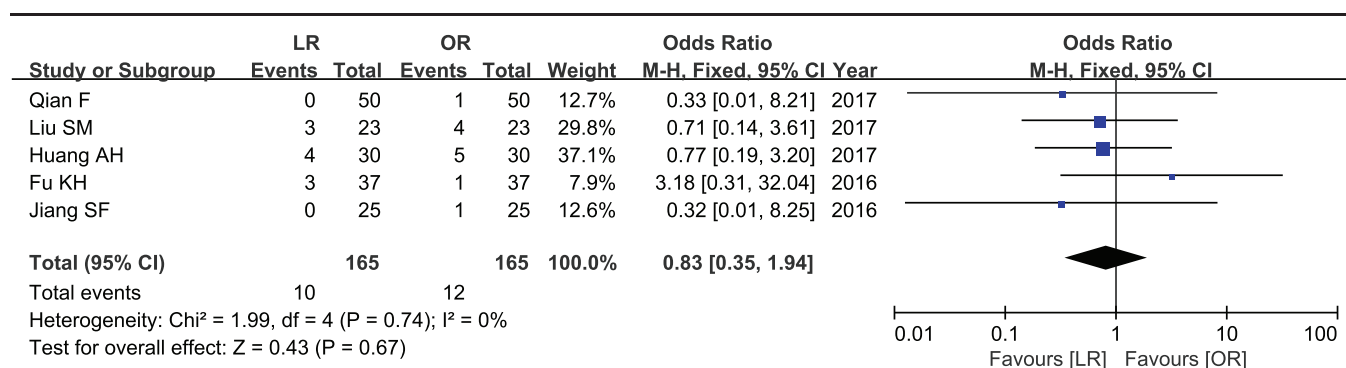 LR OR Odds Ratio Odds Ratio
Study or Subgroup Events Total Events Total Weight M-H, Fixed, 95% CI Year M-H, Fixed, 95% CI
Qian F 0 50 1 50 12.7% 0.33 [0.01, 8.21] 2017
Liu SM 3 23 4 23 29.8% 0.71 [0.14, 3.61] 2017
Huang AH 4 30 5 30 37.1% 0.77 [0.19, 3.20] 2017
Fu KH 3 37 1 37 7.9% 3.18 [0.31, 32.04] 2016
Jiang SF 0 25 1 25 12.6% 0.32 [0.01, 8.25] 2016
Total (95% CI) 165 165 100.0% 0.83 [0.35, 1.94]
Total events 10 12
Heterogeneity: Chi² = 1.99, df = 4 (P = 0.74); I² = 0%
Test for overall effect: Z = 0.43 (P = 0.67)
0.01 0.1 1 10 100
Favours [LR] Favours [OR]